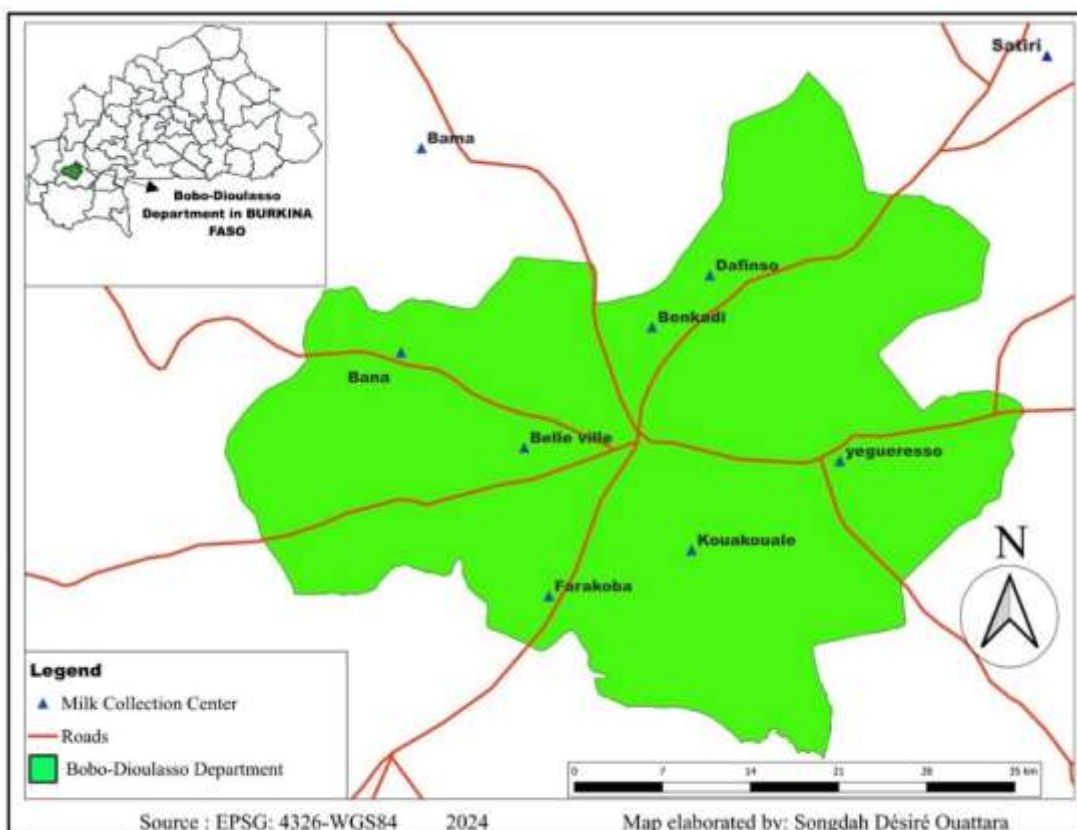 Satiri
Bama
Bobo-Dioulasso
Department in BURKINA
FASO
Dafinso
Benkadi
Bana
Belle ville
yegueresso
Kouakouale
N
Farakoba
Legend
Milk Collection Center
Roads
Bobo-Dioulasso Department
0 7 14 21 28 35 km
Source : EPSG: 4326-WGS84 2024 Map elaborated by: Songdah Désiré Ouattara